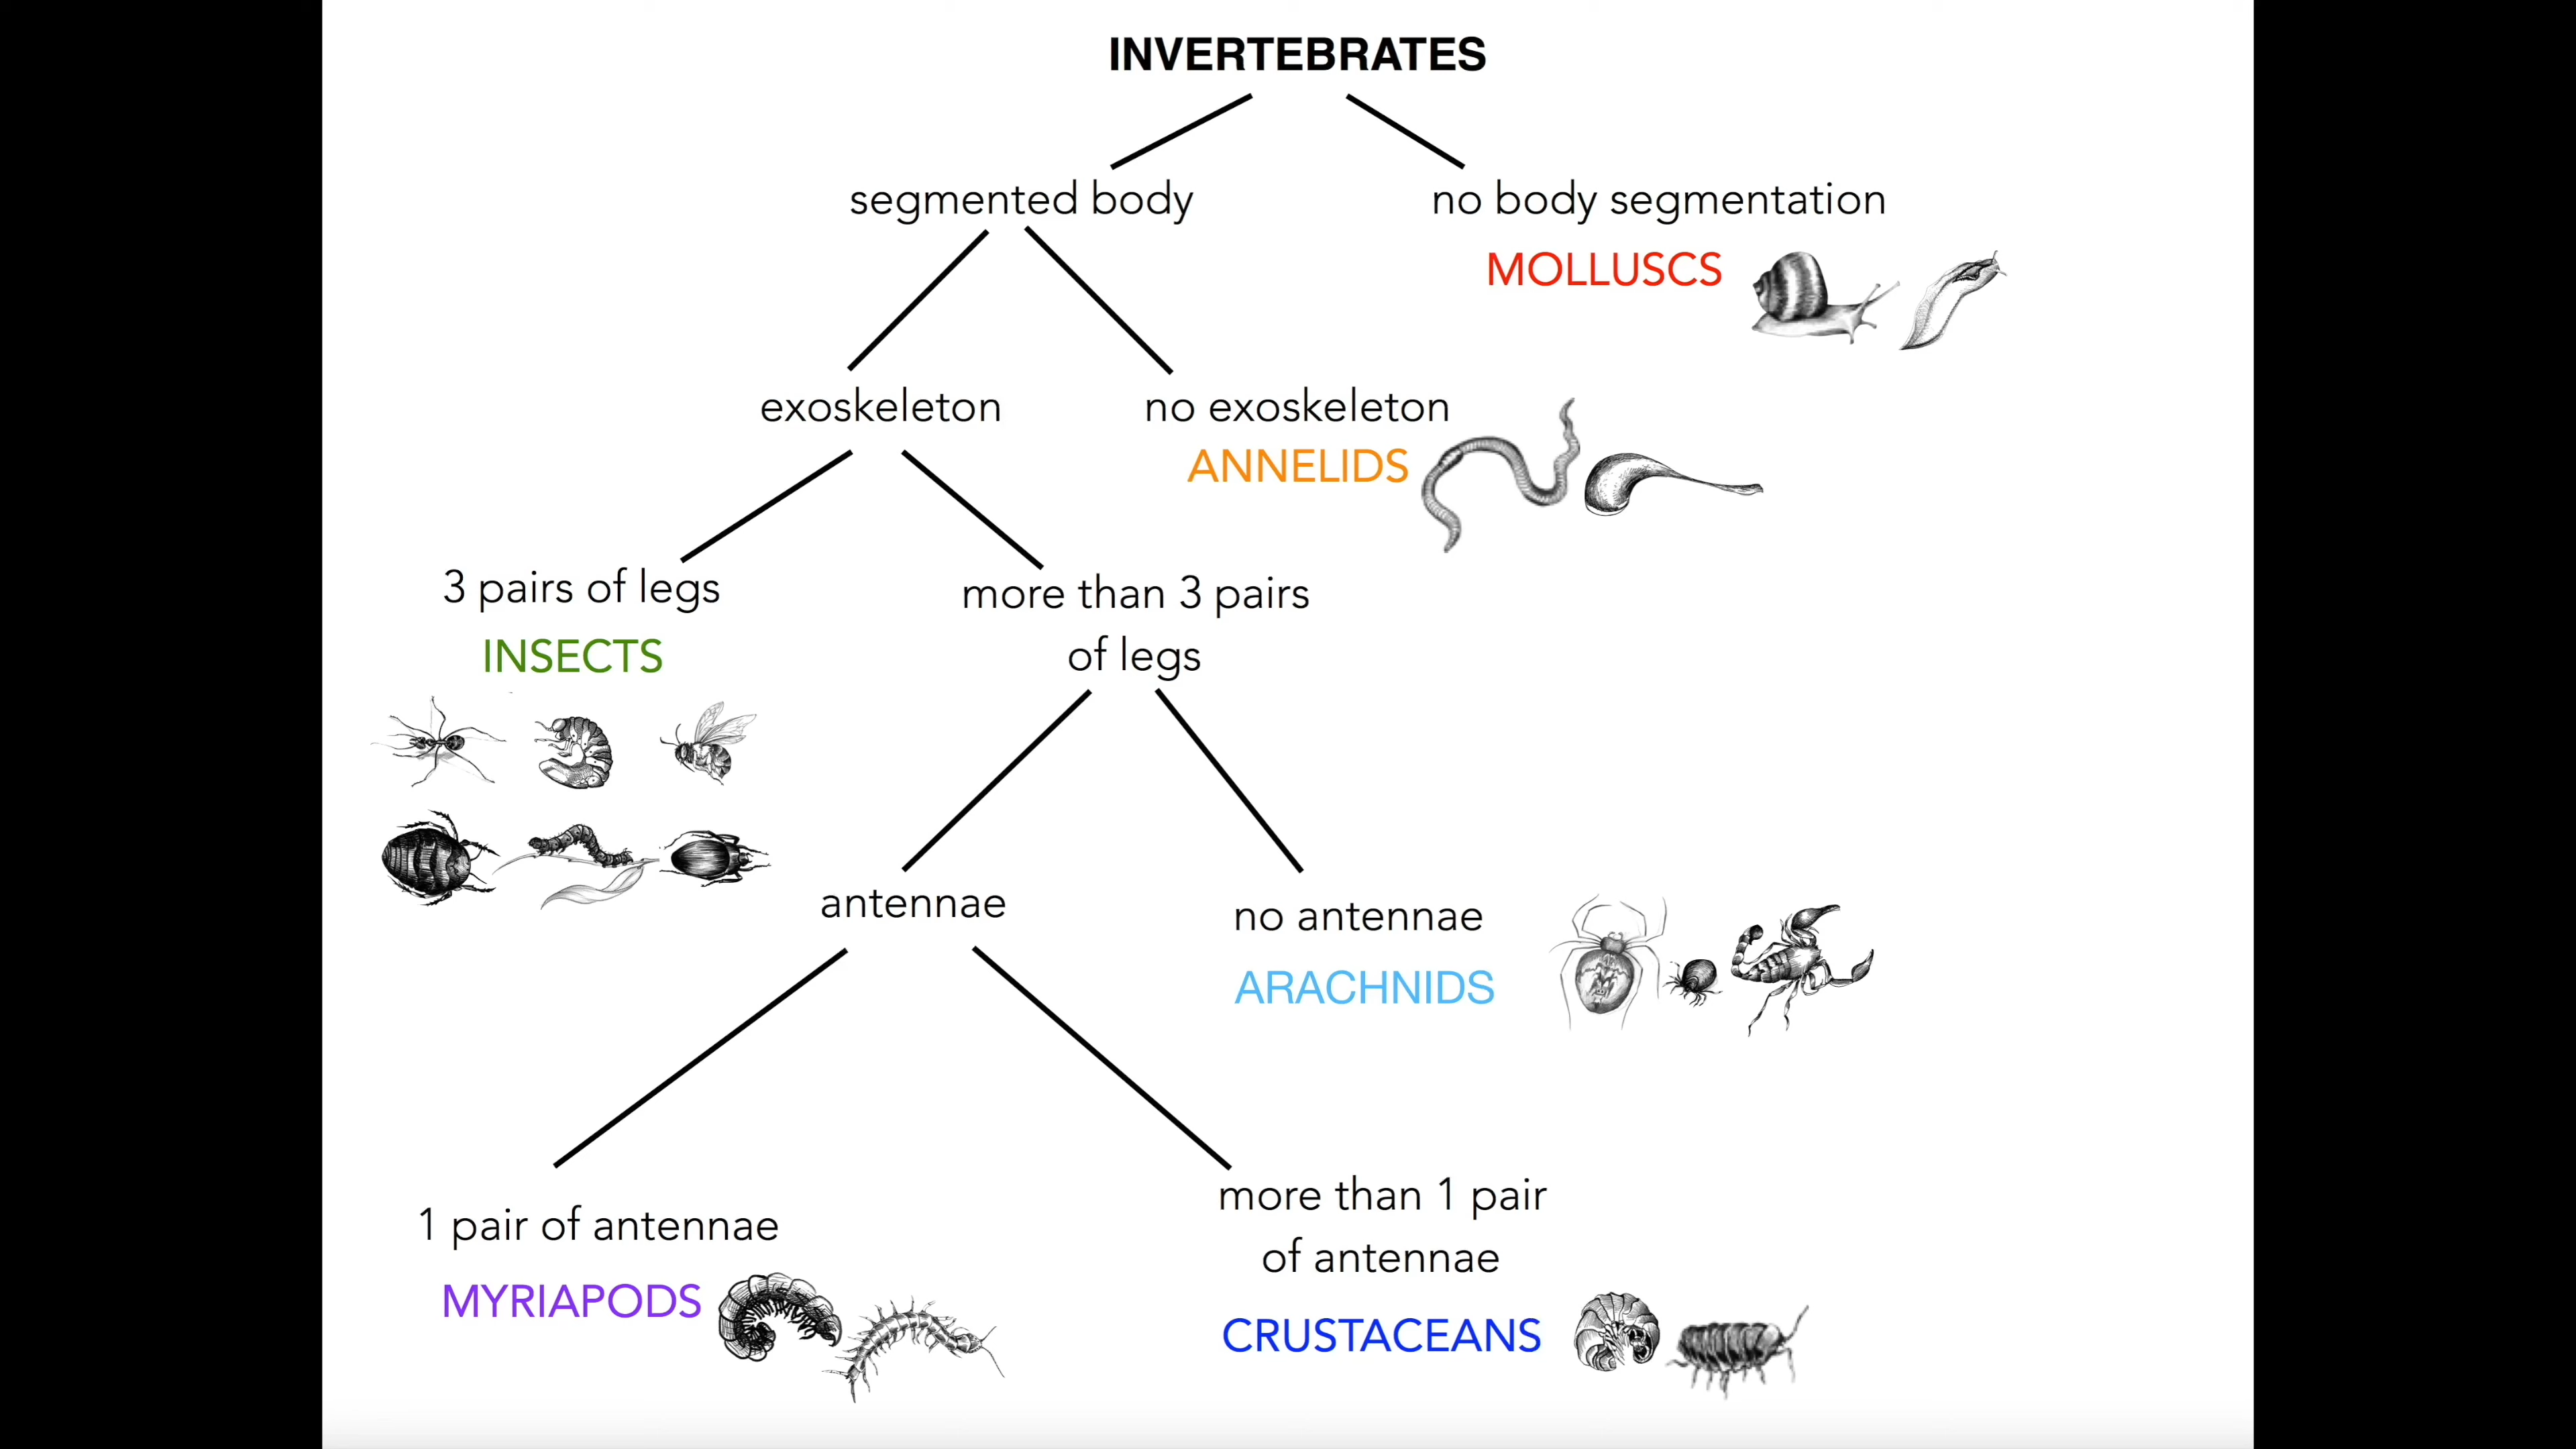 INVERTEBRATES
segmented body
no body segmentation
MOLLUSCS
exoskeleton
no exoskeleton
ANNELIDS
3 pairs of legs
INSECTS
more than 3 pairs
of legs
antennae
no antennae
ARACHNIDS
1 pair of antennae
MYRIAPODS
more than 1 pair
of antennae
CRUSTACEANS